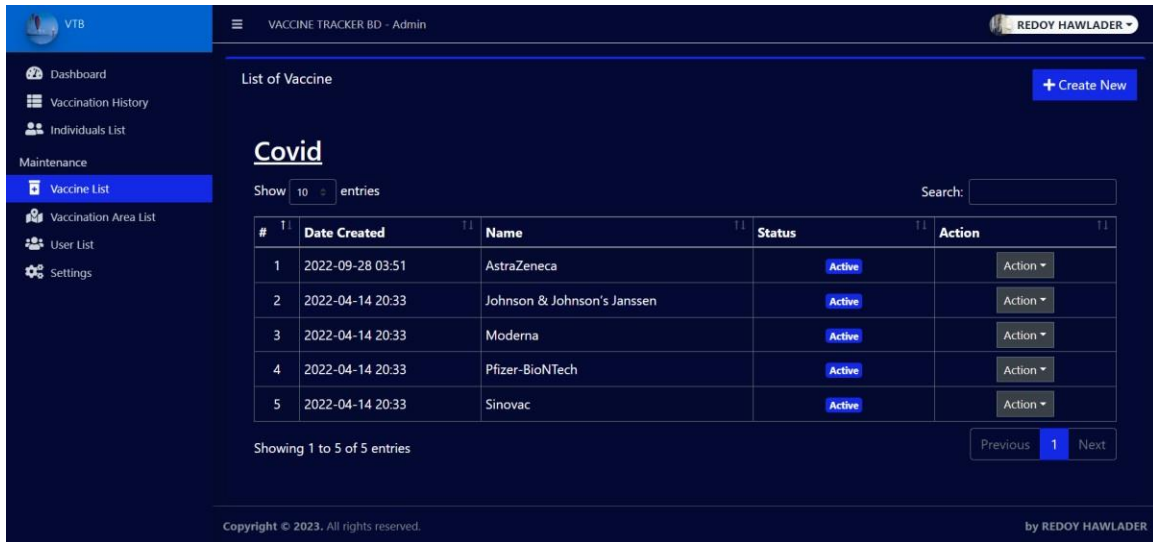 VTB
VACCINE TRACKER BD - Admin
REDOY HAWLADER
Dashboard
Vaccination History
Individuals List
Maintenance
Vaccine List
Vaccination Area List
User List
Settings
List of Vaccine
Create New
Covid
Show 10 entries
Search:
# Date Created Name Status Action
1 2022-09-28 03:51 AstraZeneca Active Action
2 2022-04-14 20:33 Johnson & Johnson's Janssen Active Action
3 2022-04-14 20:33 Moderna Active Action
4 2022-04-14 20:33 Pfizer-BioNTech Active Action
5 2022-04-14 20:33 Sinovac Active Action
Showing 1 to 5 of 5 entries
Previous 1 Next
Copyright © 2023. All rights reserved.
by REDOY HAWLADER